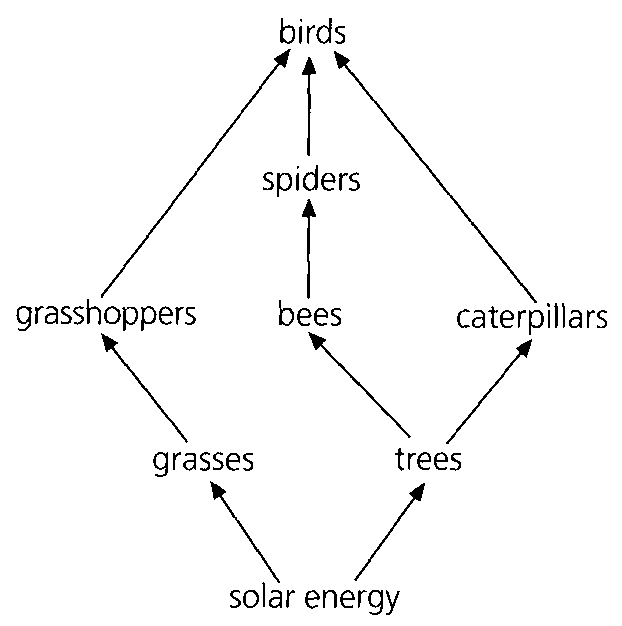 birds
spiders
grasshoppers bees caterpillars
grasses trees
solar energy